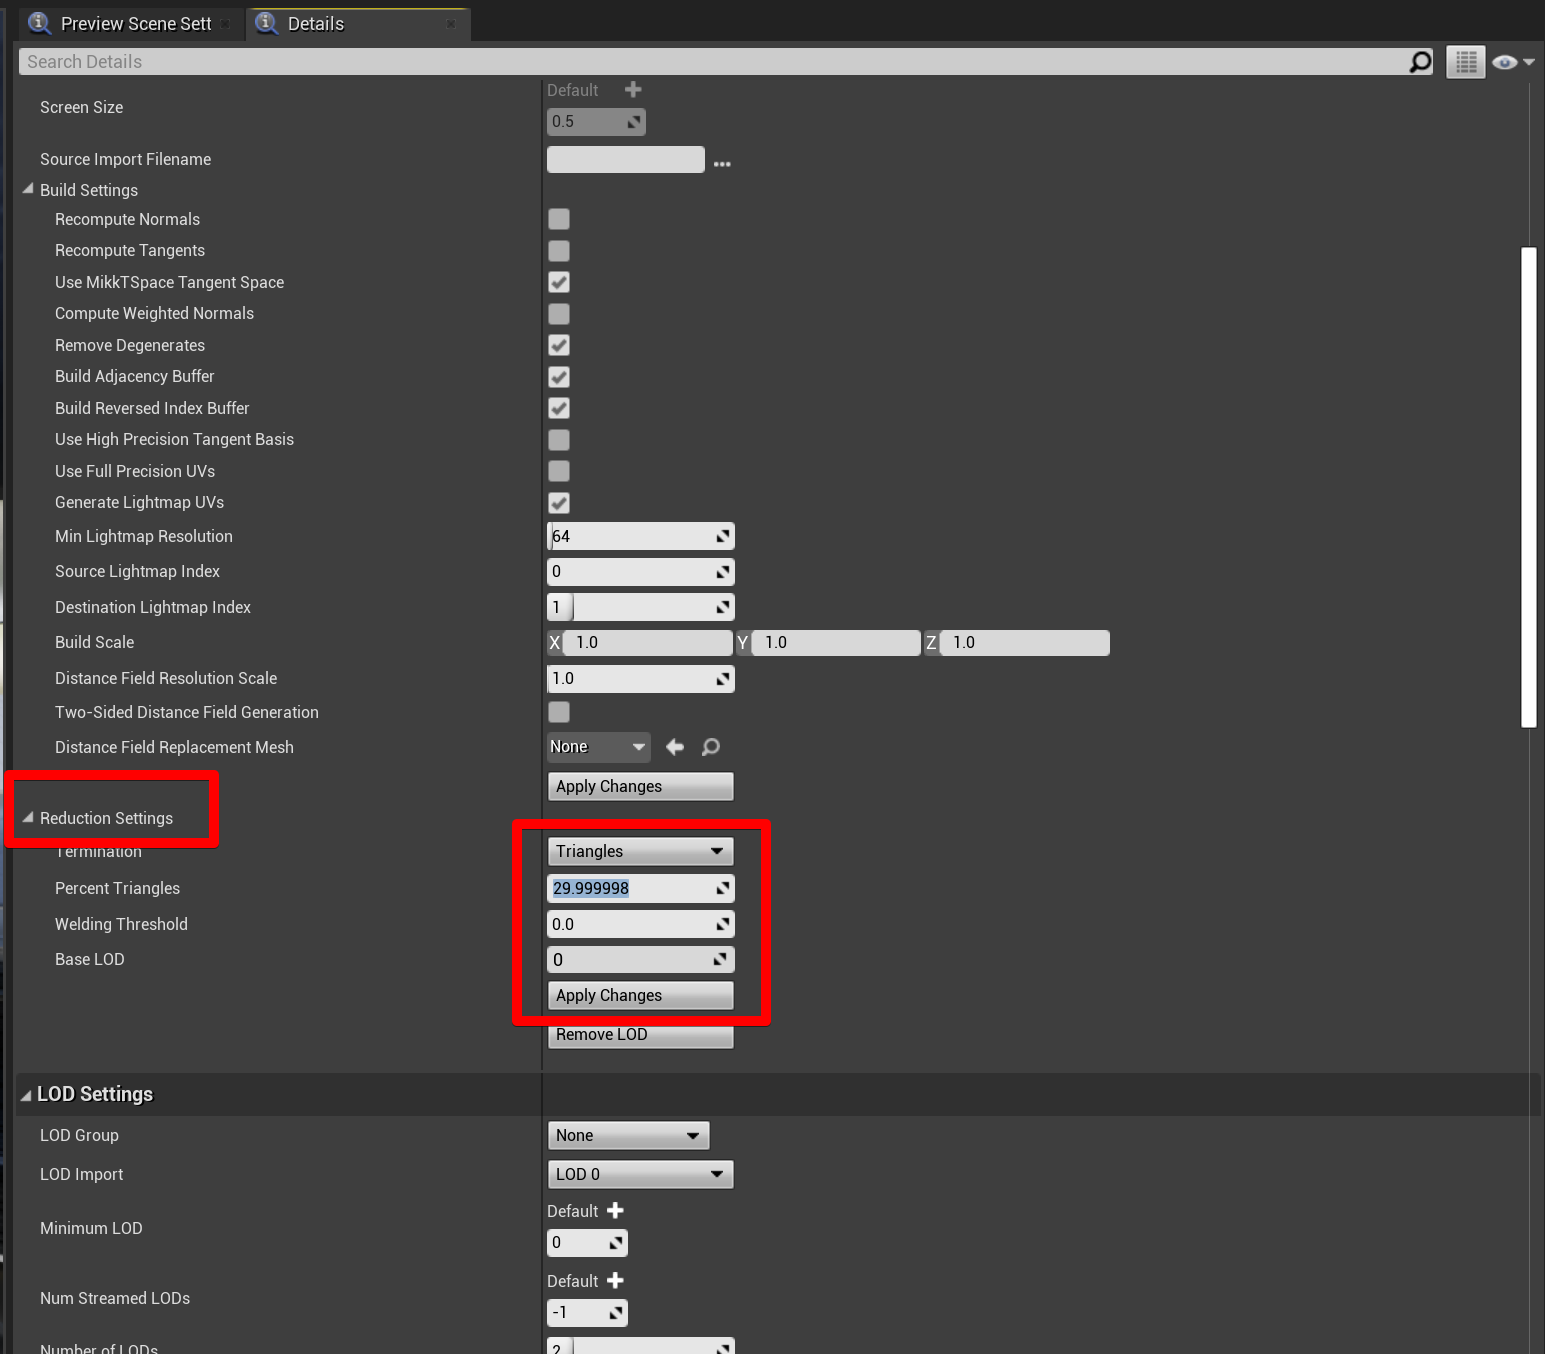 Preview Scene Sett
Details
Search Details
Screen Size
Default
0.5
Source Import Filename
...
Build Settings
Recompute Normals
Recompute Tangents
Use MikkTSpace Tangent Space
Compute Weighted Normals
Remove Degenerates
Build Adjacency Buffer
Build Reversed Index Buffer
Use High Precision Tangent Basis
Use Full Precision UVs
Generate Lightmap UVs
Min Lightmap Resolution 64
Source Lightmap Index 0
Destination Lightmap Index 1
Build Scale X 1.0 Y 1.0 Z 1.0
Distance Field Resolution Scale 1.0
Two-Sided Distance Field Generation
Distance Field Replacement Mesh None
Apply Changes
Reduction Settings
Termination Triangles
Percent Triangles 29.999998
Welding Threshold 0.0
Base LOD 0
Apply Changes
Remove LOD
LOD Settings
LOD Group None
LOD Import LOD 0
Minimum LOD
Default
0
Num Streamed LODs
Default
-1
Number of LODs 2